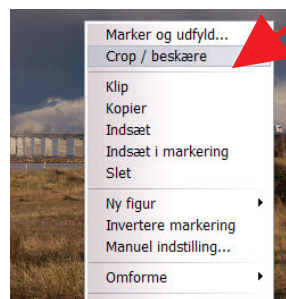 Marker og udfyld...
Crop / beskære
Klip
Kopier
Indsæt
Indsæt i markering
Slet
Ny figur
Invertere markering
Manuel indstilling...
Omforme